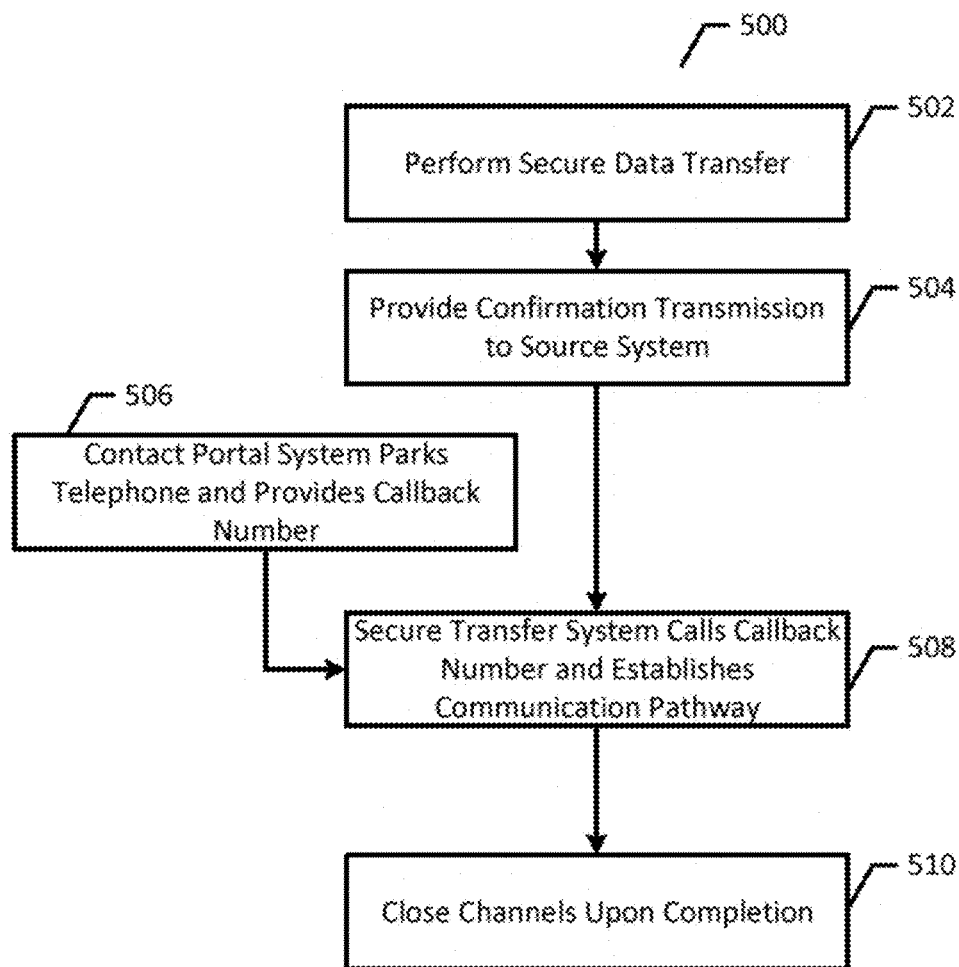 500
502
Perform Secure Data Transfer
504
Provide Confirmation Transmission
to Source System
506
Contact Portal System Parks
Telephone and Provides Callback
Number
508
Secure Transfer System Calls Callback
Number and Establishes
Communication Pathway
510
Close Channels Upon Completion